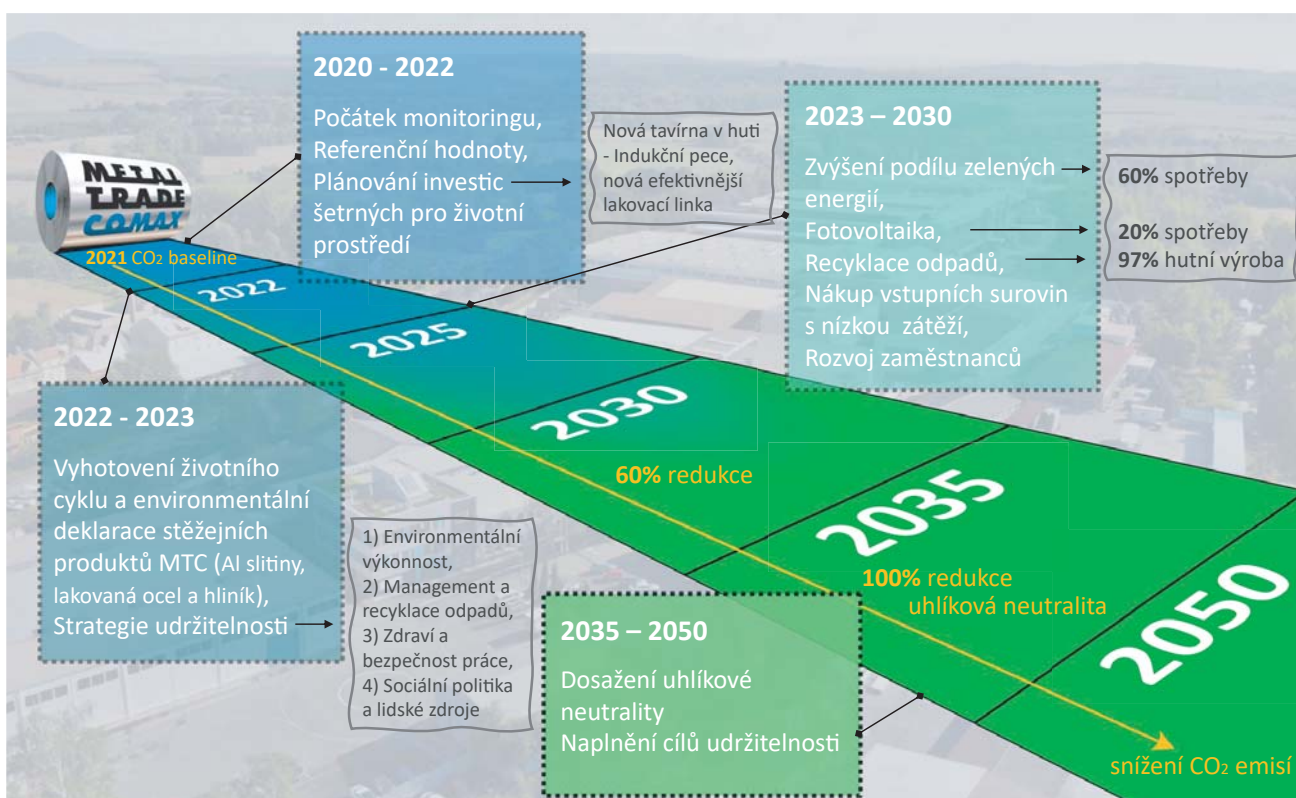 METAL
TRADE
COMAX
2021 CO₂ baseline
2022
2025
2030
2035
2050
60% redukce
100% redukce
uhlíková neutralita
snížení CO₂ emisí
2020 - 2022
Počátek monitoringu,
Referenční hodnoty,
Plánování investic
šetrných pro životní
prostředí
Nová tavírna v huti
- Indukční pece,
nová efektivnější
lakovací linka
2023 – 2030
Zvýšení podílu zelených
energií,
Fotovoltaika,
Recyklace odpadů,
Nákup vstupních surovin
s nízkou zátěží,
Rozvoj zaměstnanců
60% spotřeby
20% spotřeby
97% hutní výroba
2022 - 2023
Vyhotovení životního
cyklu a environmentální
deklarace stěžejních
produktů MTC (Al slitiny,
lakovaná ocel a hliník),
Strategie udržitelnosti
1) Environmentální
výkonnost,
2) Management a
recyklace odpadů,
3) Zdraví a
bezpečnost práce,
4) Sociální politika
a lidské zdroje
2035 – 2050
Dosažení uhlíkové
neutrality
Naplnění cílů udržitelnosti